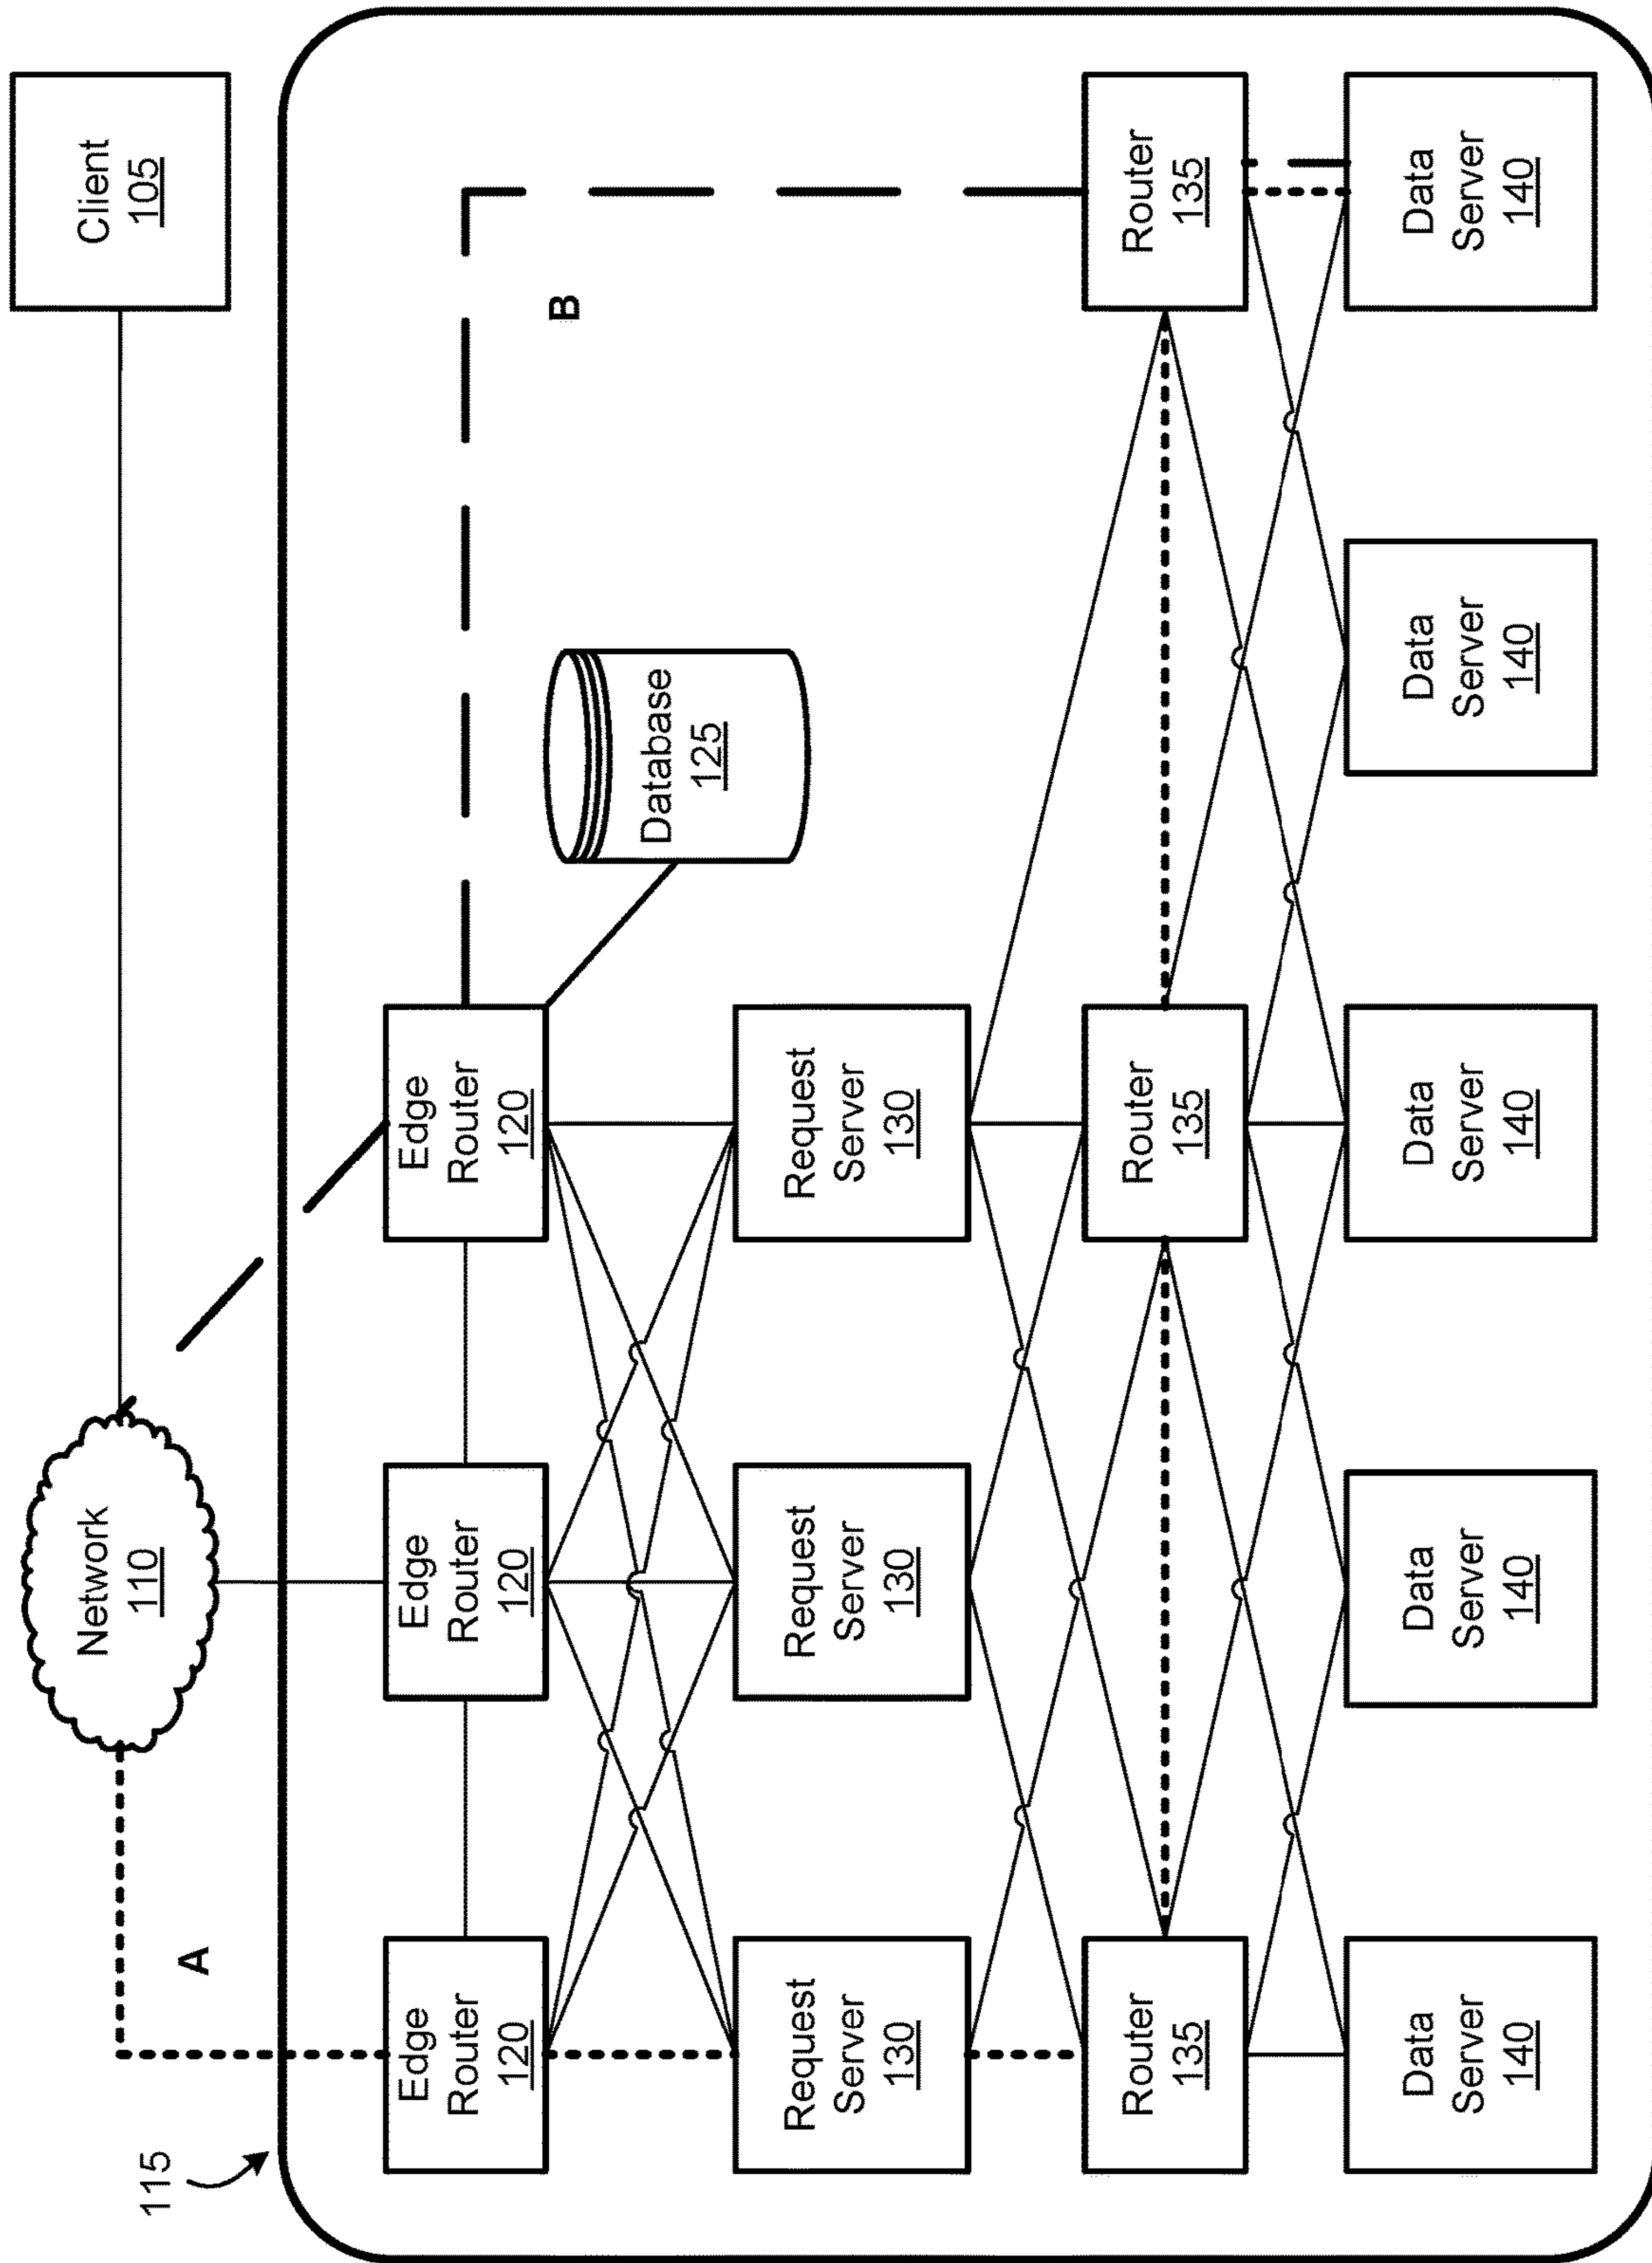 Network
110
Client
105
115
A
Edge
Router
120
Edge
Router
120
Edge
Router
120
B
Database
125
Request
Server
130
Request
Server
130
Request
Server
130
Router
135
Router
135
Router
135
Data
Server
140
Data
Server
140
Data
Server
140
Data
Server
140
Data
Server
140